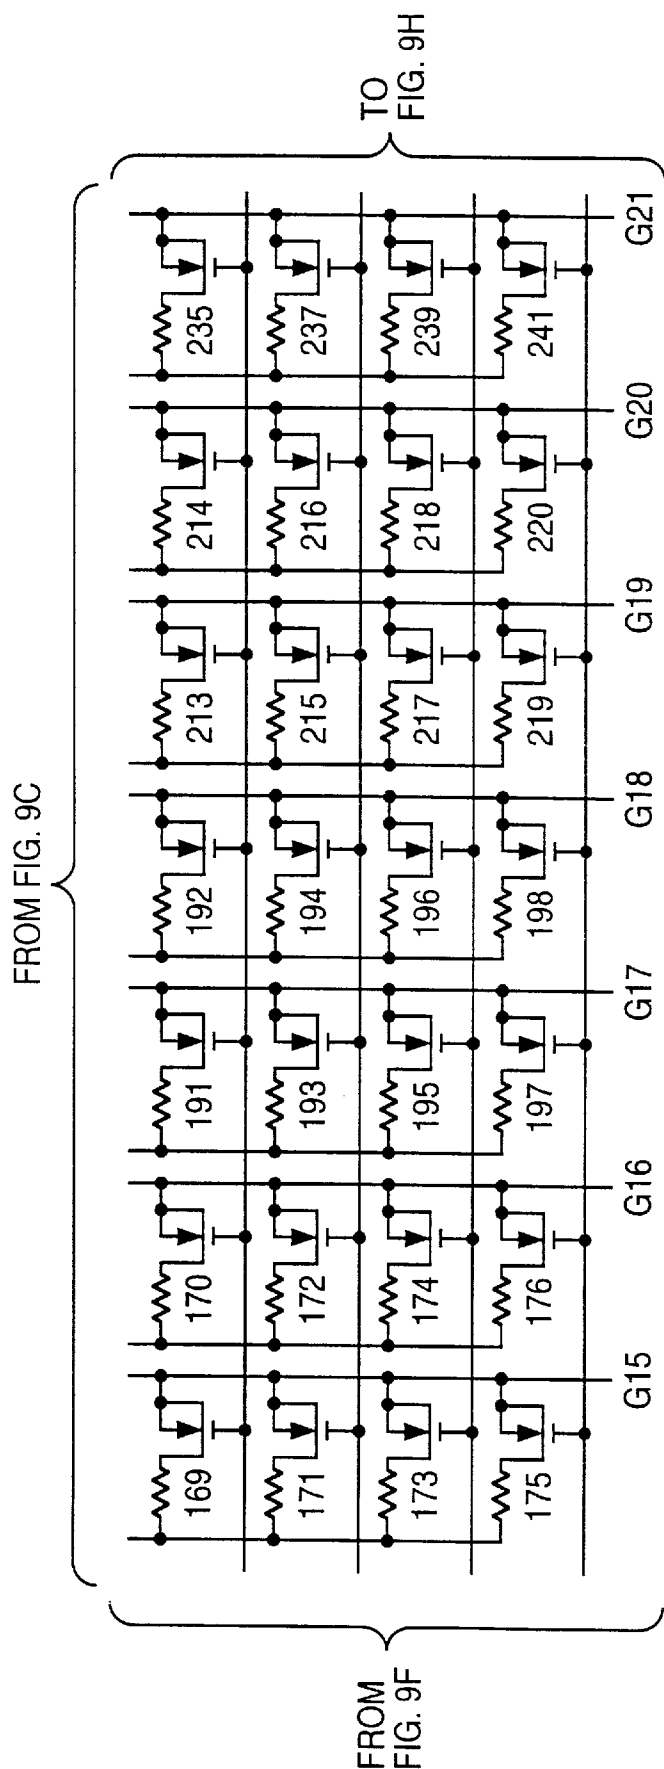 FROM FIG. 9C
FROM
FIG. 9F
TO
FIG. 9H
169 170 191 192 213 214 235
171 172 193 194 215 216 237
173 174 195 196 217 218 239
175 176 197 198 219 220 241
G15 G16 G17 G18 G19 G20 G21